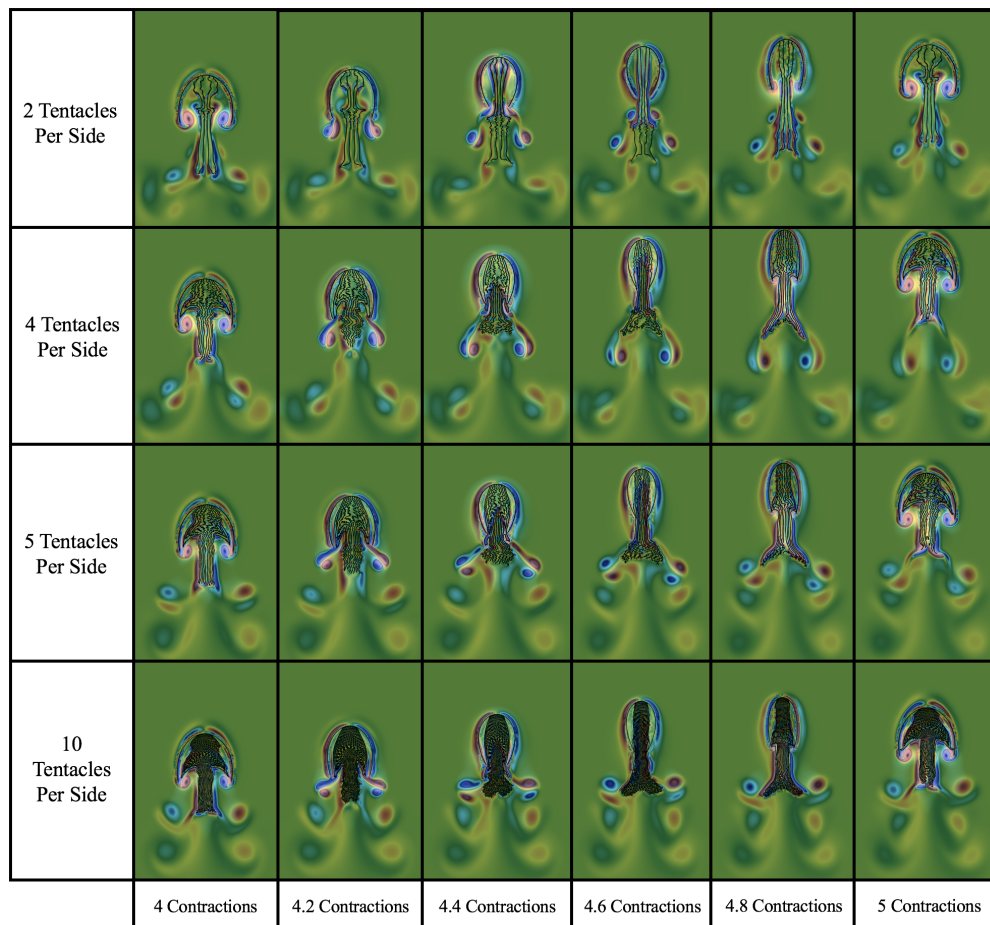 2 Tentacles
Per Side
4 Tentacles
Per Side
5 Tentacles
Per Side
10
Tentacles
Per Side
4 Contractions
4.2 Contractions
4.4 Contractions
4.6 Contractions
4.8 Contractions
5 Contractions